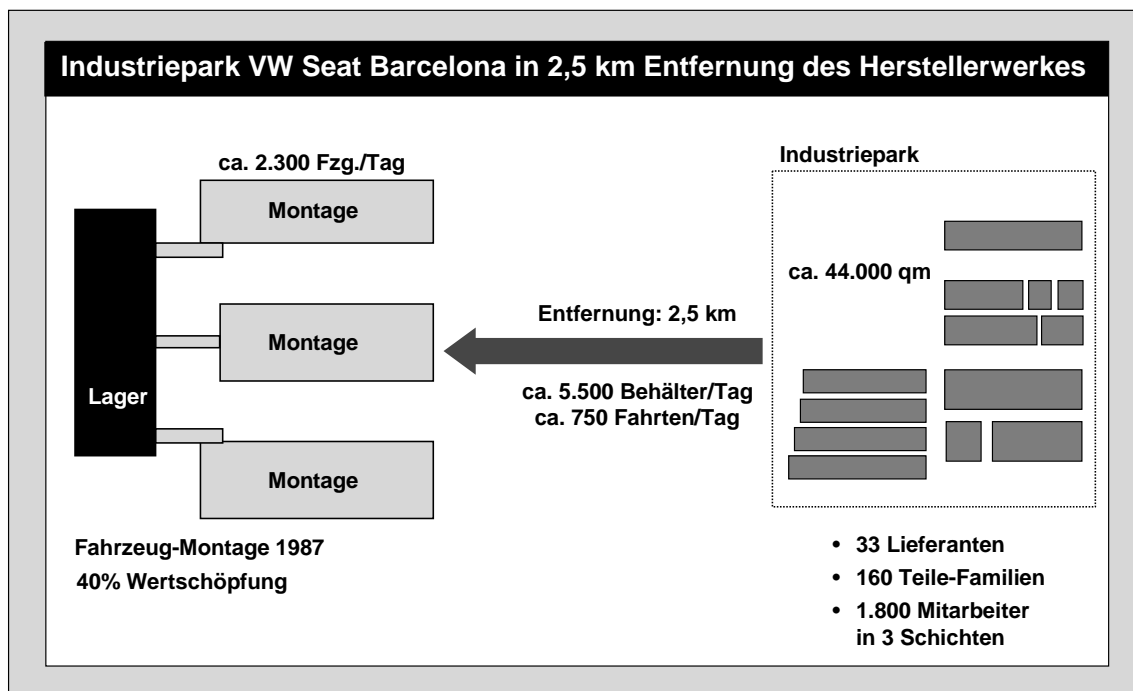 Industriepark VW Seat Barcelona in 2,5 km Entfernung des Herstellerwerkes
ca. 2.300 Fzg./Tag
Montage
Montage
Montage
Lager
Fahrzeug-Montage 1987
40% Wertschöpfung
Entfernung: 2,5 km
ca. 5.500 Behälter/Tag
ca. 750 Fahrten/Tag
Industriepark
ca. 44.000 qm
• 33 Lieferanten
• 160 Teile-Familien
• 1.800 Mitarbeiter
in 3 Schichten